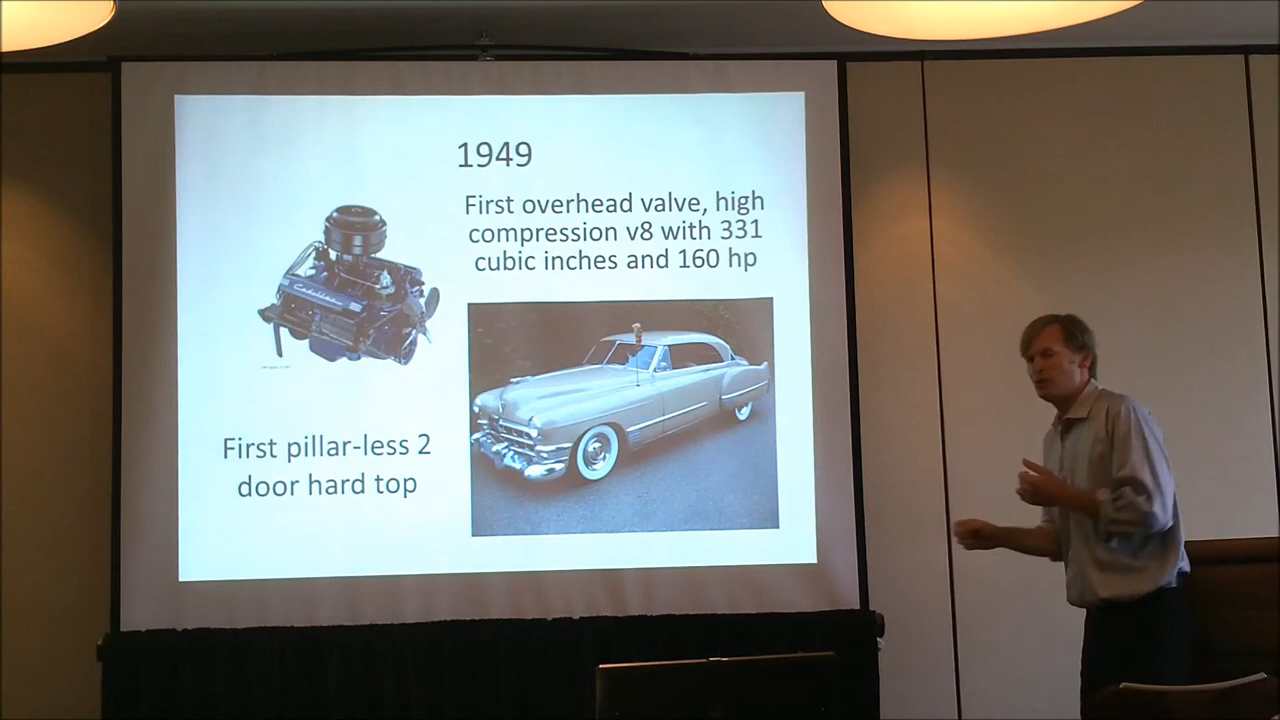 1949
First overhead valve, high
compression v8 with 331
cubic inches and 160 hp
Cadillac
First pillar-less 2
door hard top